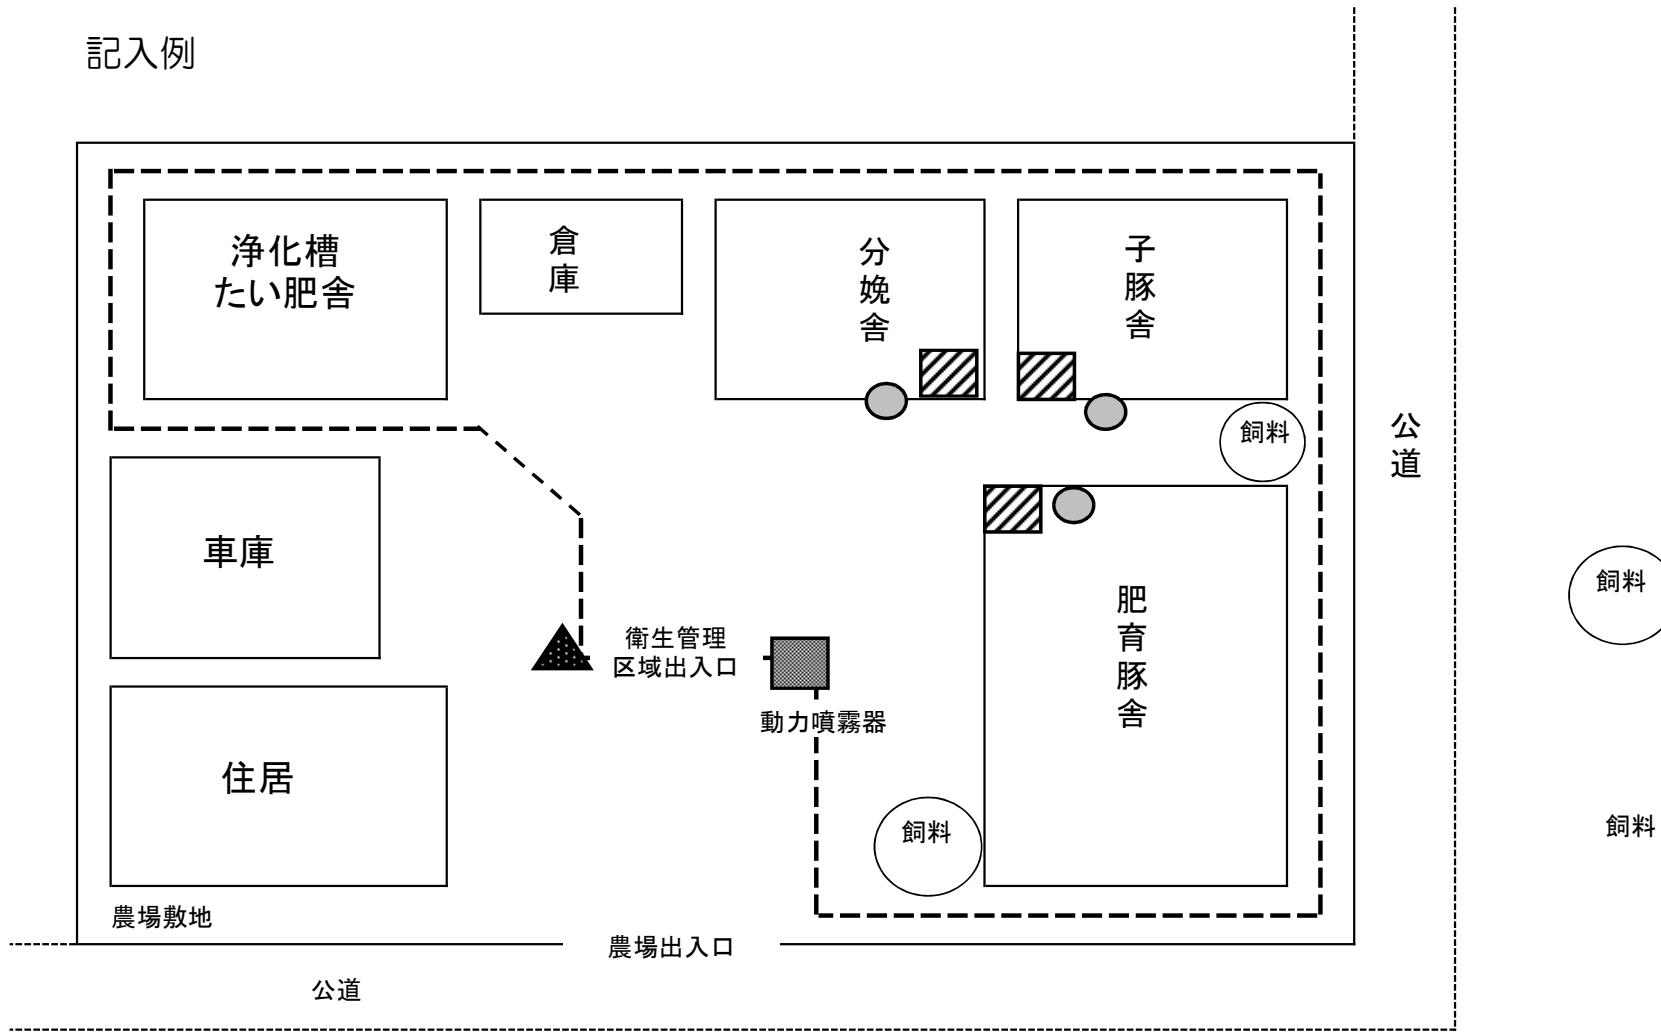 記入例
浄化槽
たい肥舎
倉庫
分娩舎
子豚舎
飼料
公道
車庫
飼料
肥育豚舎
衛生管理
区域出入口
動力噴霧器
住居
飼料
飼料
農場敷地
農場出入口
公道